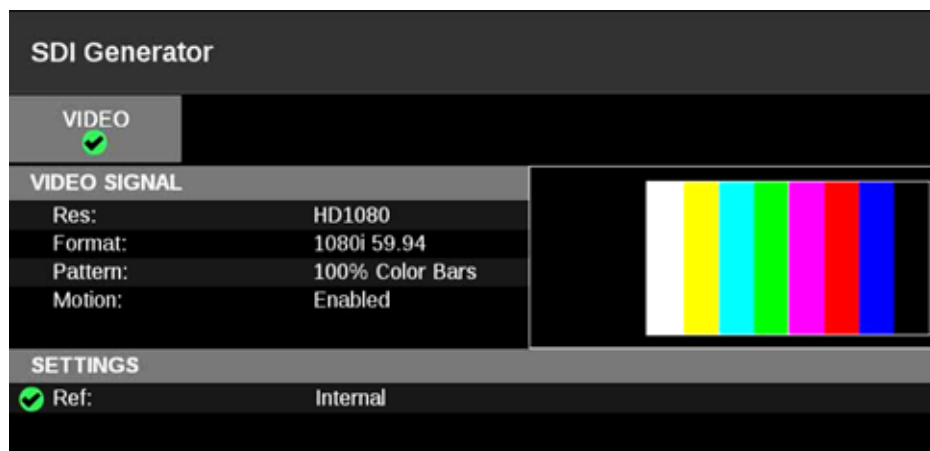 SDI Generator
VIDEO
VIDEO SIGNAL
Res: HD1080
Format: 1080i 59.94
Pattern: 100% Color Bars
Motion: Enabled
SETTINGS
Ref: Internal